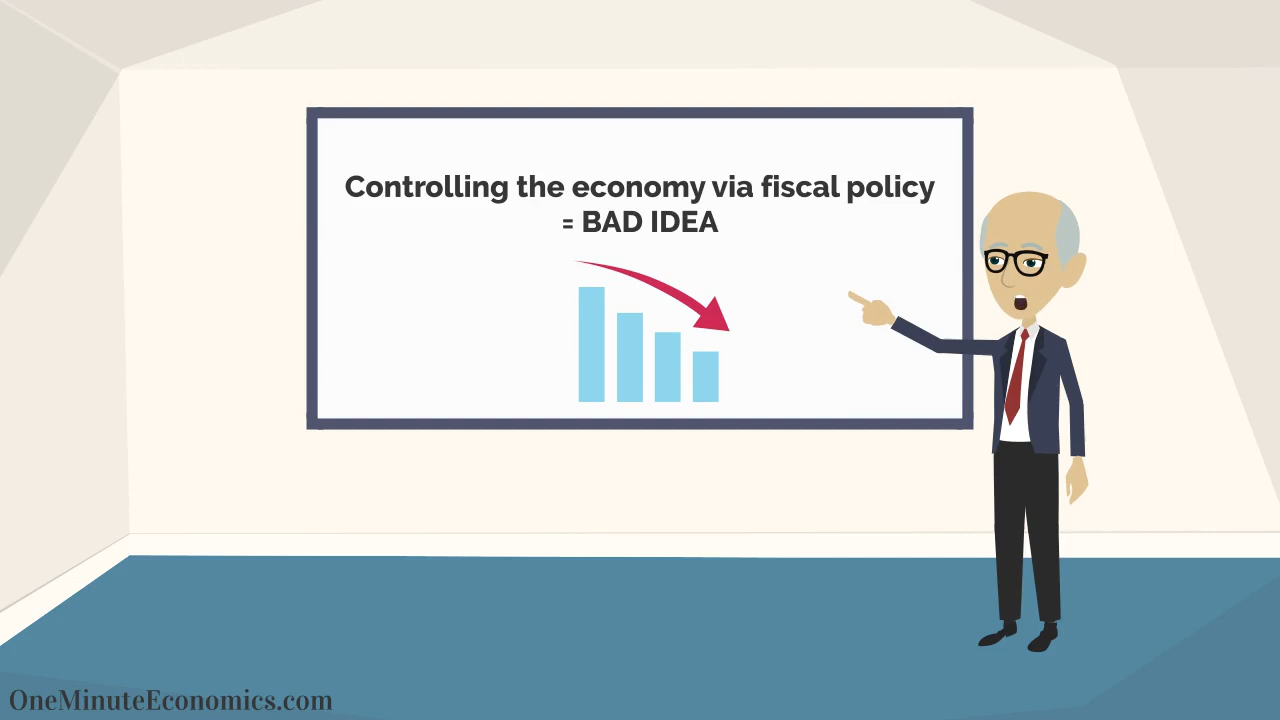 Controlling the economy via fiscal policy
= BAD IDEA
OneMinuteEconomics.com